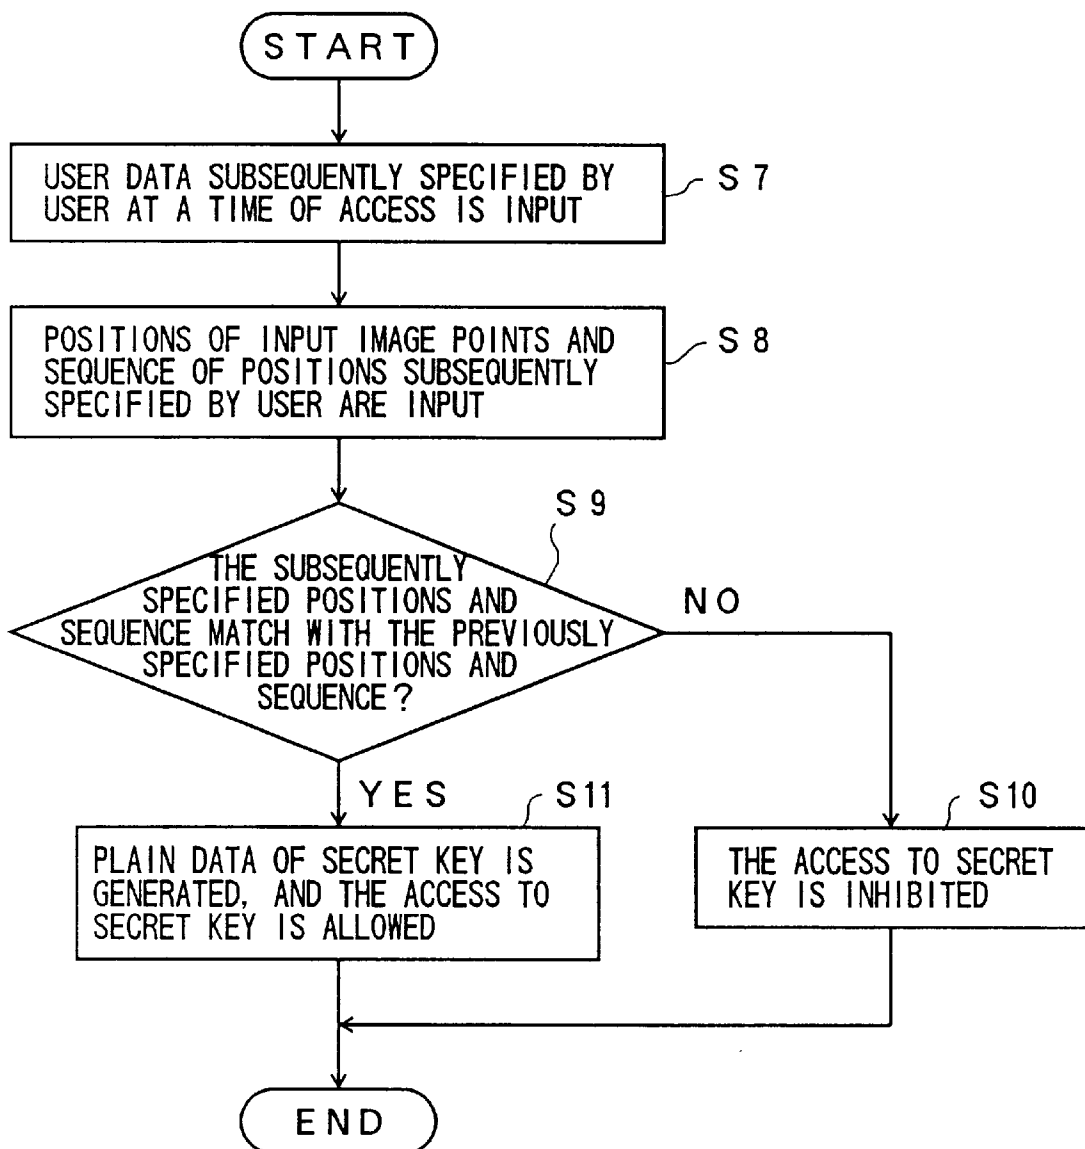 START
USER DATA SUBSEQUENTLY SPECIFIED BY
USER AT A TIME OF ACCESS IS INPUT
S7
POSITIONS OF INPUT IMAGE POINTS AND
SEQUENCE OF POSITIONS SUBSEQUENTLY
SPECIFIED BY USER ARE INPUT
S8
S9
THE SUBSEQUENTLY
SPECIFIED POSITIONS AND
SEQUENCE MATCH WITH THE PREVIOUSLY
SPECIFIED POSITIONS AND
SEQUENCE?
NO
YES
S11
PLAIN DATA OF SECRET KEY IS
GENERATED, AND THE ACCESS TO
SECRET KEY IS ALLOWED
S10
THE ACCESS TO SECRET
KEY IS INHIBITED
END